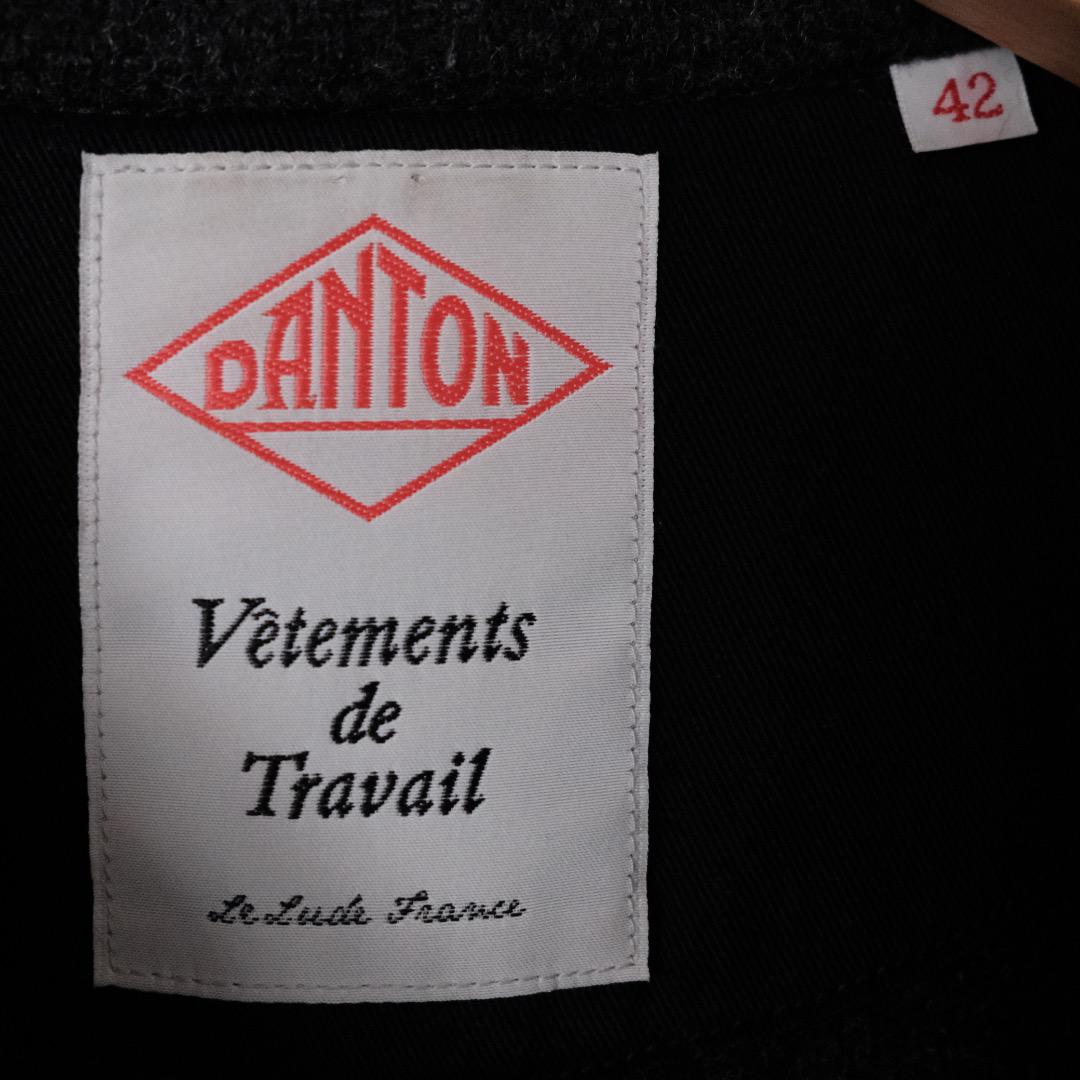 42
DANTON
Vêtements
de
Travail
Le Lude France